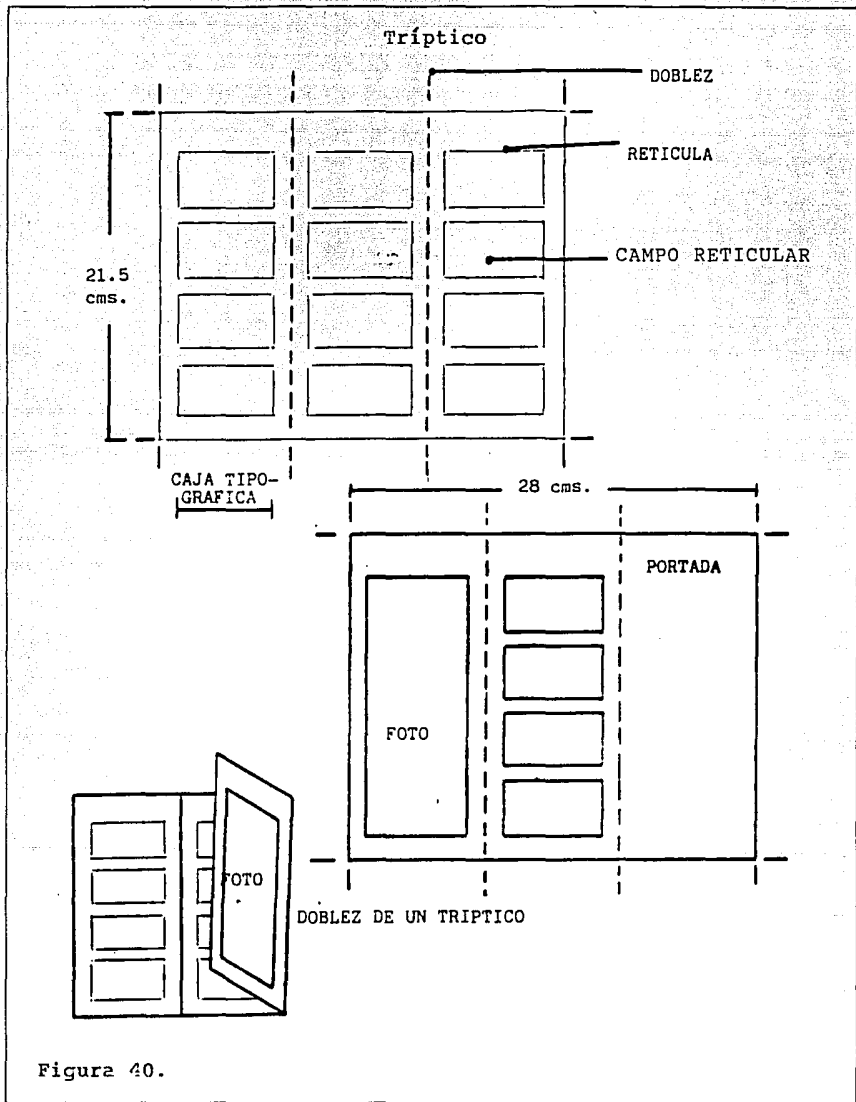 Tríptico
DOBLEZ
RETICULA
CAMPO RETICULAR
21.5
cms.
CAJA TIPO-
GRAFICA
28 cms.
PORTADA
FOTO
FOTO
DOBLEZ DE UN TRIPTICO
Figura 40.